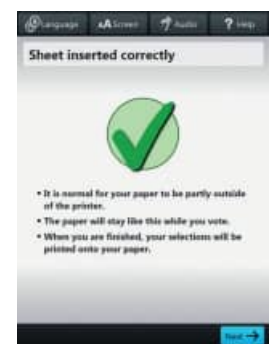 Language AA Screen Audio ? Help
Sheet inserted correctly
• It is normal for your paper to be partly outside
of the printer.
• The paper will stay like this while you vote.
• When you are finished, your selections will be
printed onto your paper.
Next